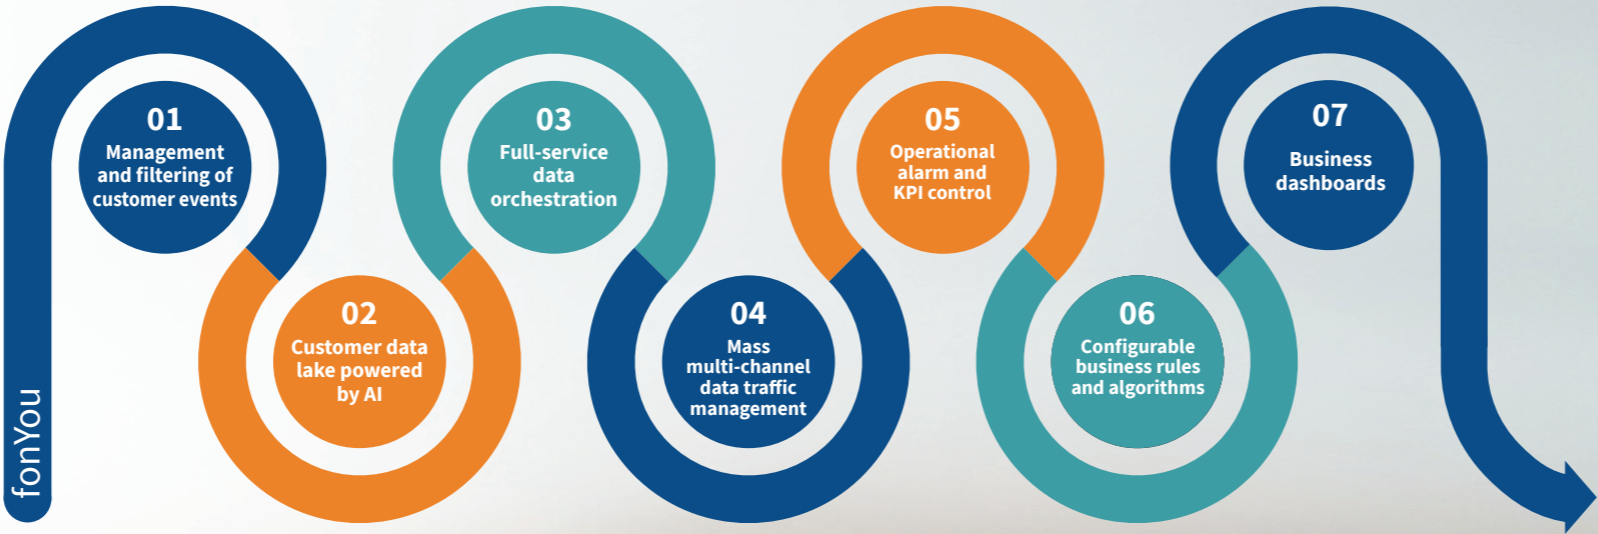 fonYou
01
Management
and filtering of
customer events
02
Customer data
lake powered
by AI
03
Full-service
data
orchestration
04
Mass
multi-channel
data traffic
management
05
Operational
alarm and
KPI control
06
Configurable
business rules
and algorithms
07
Business
dashboards